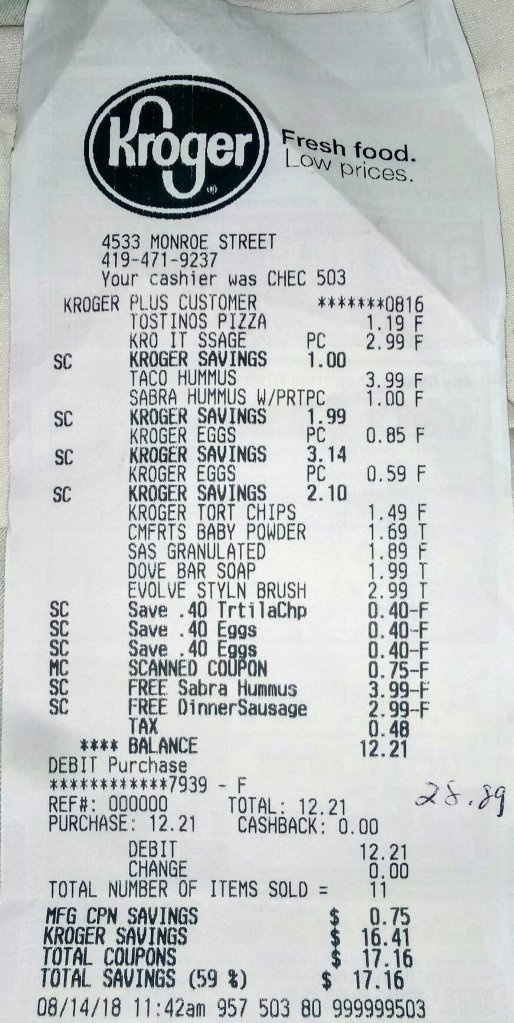 Kroger
Fresh food.
Low prices.
4533 MONROE STREET
419-471-9237
Your cashier was CHEC 503
KROGER PLUS CUSTOMER *******0816
TOSTINOS PIZZA 1.19 F
KRO IT SSAGE PC 2.99 F
SC KROGER SAVINGS 1.00
TACO HUMMUS 3.99 F
SABRA HUMMUS W/PRTPC 1.00 F
SC KROGER SAVINGS 1.99
KROGER EGGS PC 0.85 F
SC KROGER SAVINGS 3.14
KROGER EGGS PC 0.59 F
SC KROGER SAVINGS 2.10
KROGER TORT CHIPS 1.49 F
CMFRTS BABY POWDER 1.69 T
SAS GRANULATED 1.89 F
DOVE BAR SOAP 1.99 T
EVOLVE STYLN BRUSH 2.99 T
SC Save .40 TrtilaChp 0.40-F
SC Save .40 Eggs 0.40-F
SC Save .40 Eggs 0.40-F
MC SCANNED COUPON 0.75-F
SC FREE Sabra Hummus 3.99-F
SC FREE DinnerSausage 2.99-F
TAX 0.48
**** BALANCE 12.21
DEBIT Purchase
************7939 - F
28.89
REF#: 000000 TOTAL: 12.21
PURCHASE: 12.21 CASHBACK: 0.00
DEBIT 12.21
CHANGE 0.00
TOTAL NUMBER OF ITEMS SOLD = 11
MFG CPN SAVINGS $ 0.75
KROGER SAVINGS $ 16.41
TOTAL COUPONS $ 17.16
TOTAL SAVINGS (59 %) $ 17.16
08/14/18 11:42am 957 503 80 999999503